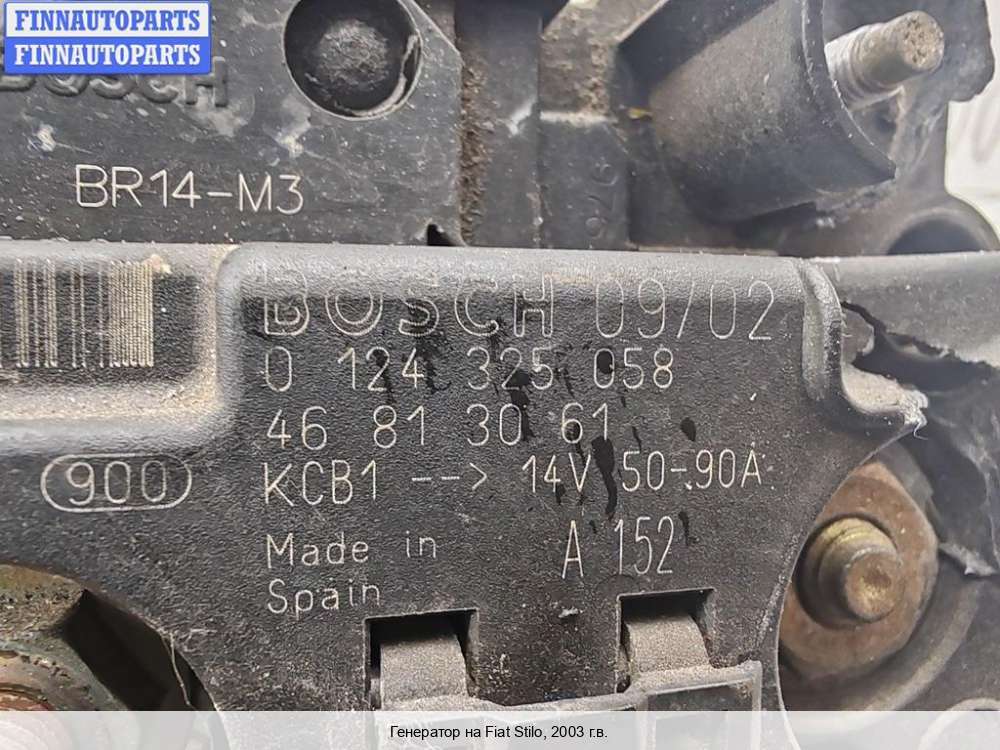 FINNAUTOPARTS
FINNAUTOPARTS
BOSCH
BR14-M3
BOSCH 09/02
0 124 325 058
46 81 30 61
900
KCB1 --> 14V 50-90A
Made in
Spain
A 152
Генератор на Fiat Stilo, 2003 г.в.